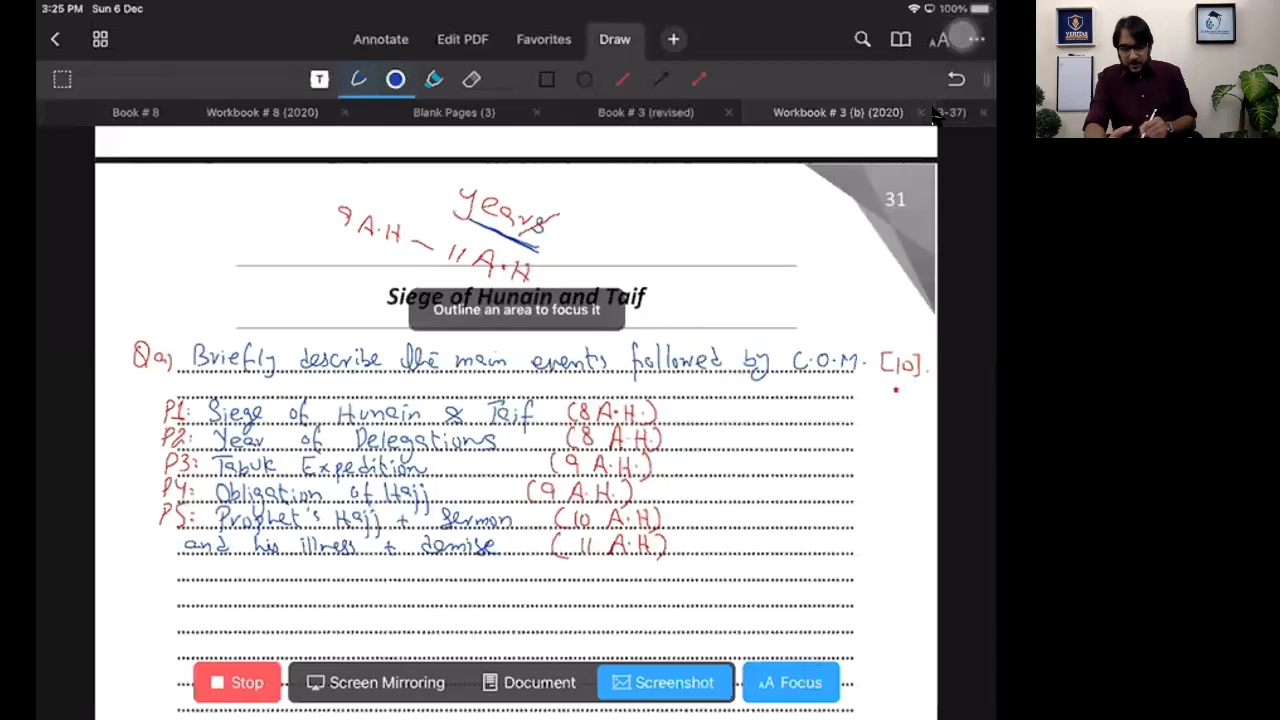 3:25 PM Sun 6 Dec 100%
Annotate Edit PDF Favorites Draw
T
Book # 8 Workbook # 8 (2020) Blank Pages (3) Book # 3 (revised) Workbook # 3 (b) (2020) 3-37)
VERITAS
31
years
9 A.H – 11 A.H
Siege of Hunain and Taif
Outline an area to focus it
Qa) Briefly describe the main events followed by C.O.M. [10].
P1: Siege of Hunain & Taif (8 A.H.)
P2: Year of Delegations (8 A.H)
P3: Tabuk Expedition (9 A.H.)
P4: Obligation of Hajj (9 A.H.)
P5: Prophet's Hajj + Sermon (10 A.H)
and his illness + demise (11 A.H)
Stop Screen Mirroring Document Screenshot AA Focus